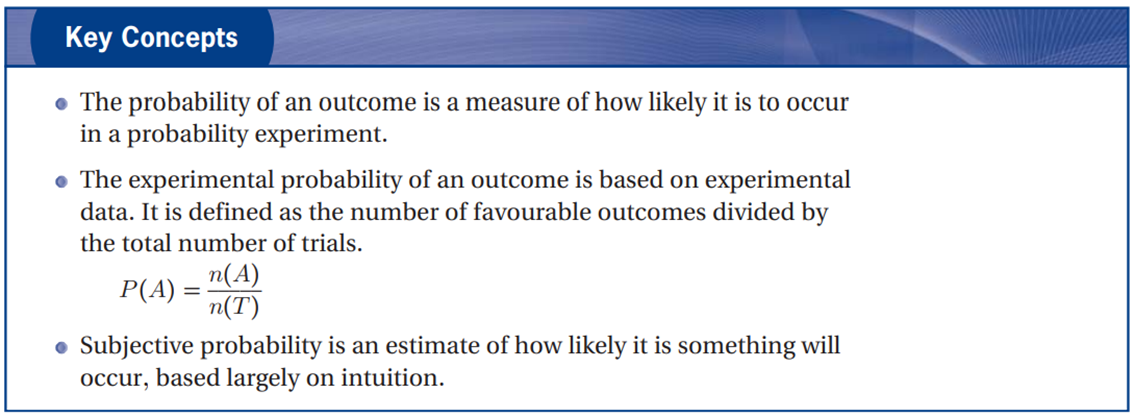 Key Concepts
The probability of an outcome is a measure of how likely it is to occur
in a probability experiment.
The experimental probability of an outcome is based on experimental
data. It is defined as the number of favourable outcomes divided by
the total number of trials.
P(A) = n(A)/n(T)
Subjective probability is an estimate of how likely it is something will
occur, based largely on intuition.